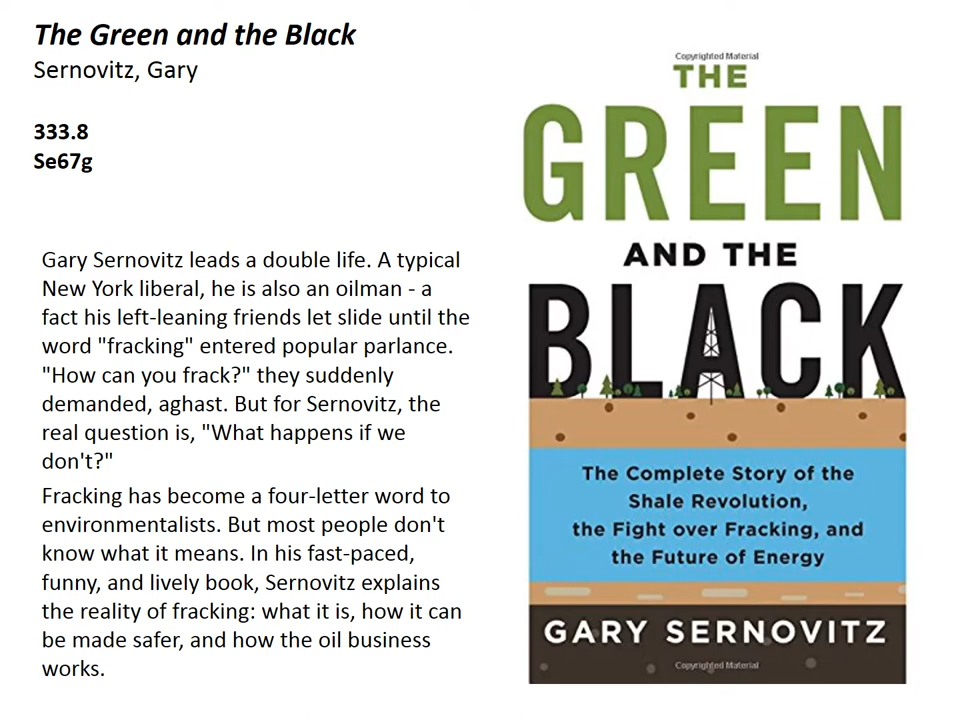 The Green and the Black
Sernovitz, Gary
333.8
Se67g
Gary Sernovitz leads a double life. A typical
New York liberal, he is also an oilman - a
fact his left-leaning friends let slide until the
word "fracking" entered popular parlance.
"How can you frack?" they suddenly
demanded, aghast. But for Sernovitz, the
real question is, "What happens if we
don't?"
Fracking has become a four-letter word to
environmentalists. But most people don't
know what it means. In his fast-paced,
funny, and lively book, Sernovitz explains
the reality of fracking: what it is, how it can
be made safer, and how the oil business
works.
Copyrighted Material
THE
GREEN
AND THE
BLACK
The Complete Story of the
Shale Revolution,
the Fight over Fracking, and
the Future of Energy
GARY SERNOVITZ
Copyrighted Material